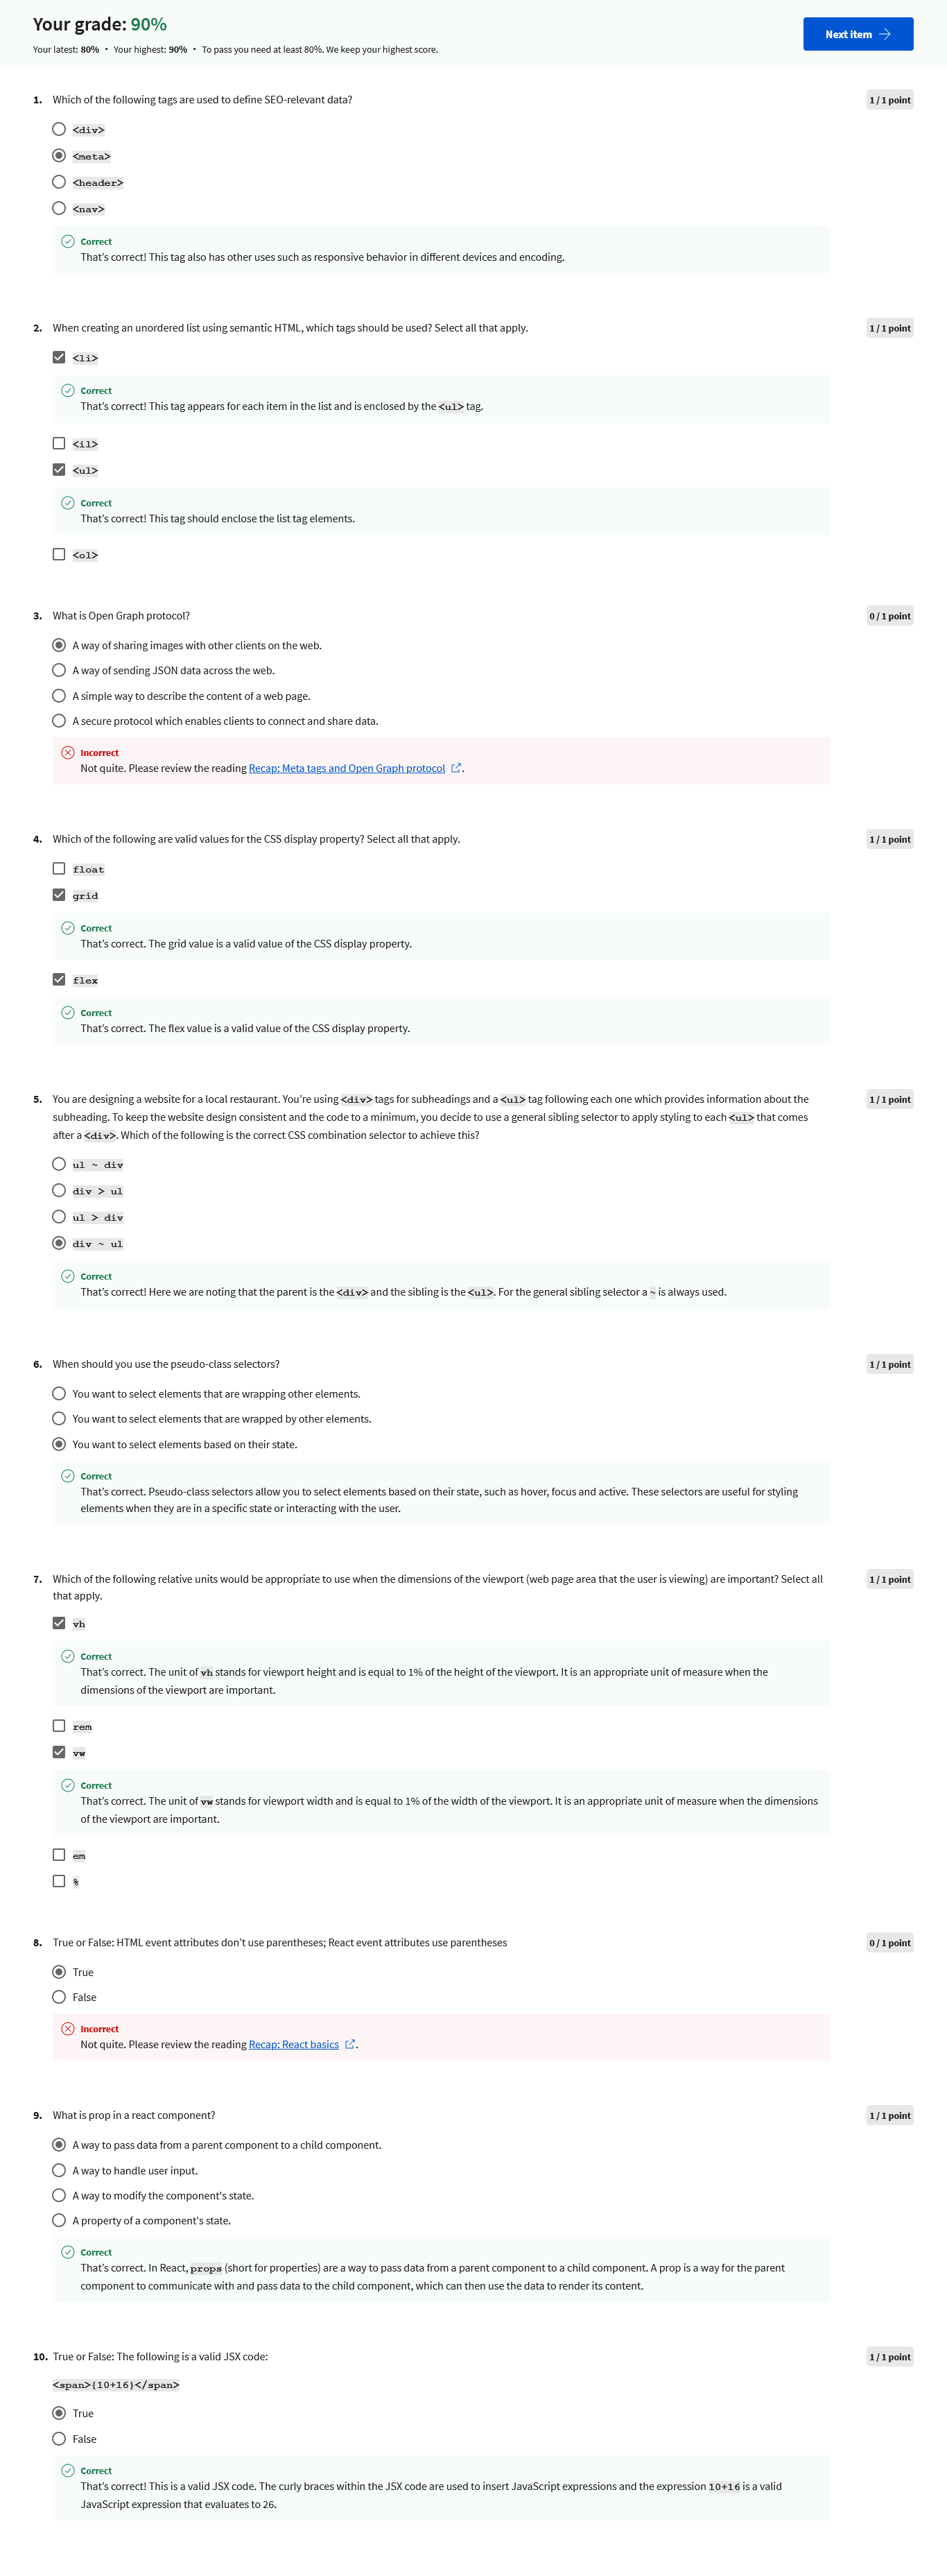 Your grade: 90%
Your latest: 80% • Your highest: 90% • To pass you need at least 80%. We keep your highest score.
Next item
1. Which of the following tags are used to define SEO-relevant data?
1 / 1 point
<div>
<meta>
<header>
<nav>
Correct
That’s correct! This tag also has other uses such as responsive behavior in different devices and encoding.
2. When creating an unordered list using semantic HTML, which tags should be used? Select all that apply.
1 / 1 point
<li>
Correct
That’s correct! This tag appears for each item in the list and is enclosed by the <ul> tag.
<il>
<ul>
Correct
That’s correct! This tag should enclose the list tag elements.
<ol>
3. What is Open Graph protocol?
0 / 1 point
A way of sharing images with other clients on the web.
A way of sending JSON data across the web.
A simple way to describe the content of a web page.
A secure protocol which enables clients to connect and share data.
Incorrect
Not quite. Please review the reading Recap: Meta tags and Open Graph protocol.
4. Which of the following are valid values for the CSS display property? Select all that apply.
1 / 1 point
float
grid
Correct
That’s correct. The grid value is a valid value of the CSS display property.
flex
Correct
That’s correct. The flex value is a valid value of the CSS display property.
5. You are designing a website for a local restaurant. You’re using <div> tags for subheadings and a <ul> tag following each one which provides information about the
subheading. To keep the website design consistent and the code to a minimum, you decide to use a general sibling selector to apply styling to each <ul> that comes
after a <div>. Which of the following is the correct CSS combination selector to achieve this?
1 / 1 point
ul ~ div
div > ul
ul > div
div ~ ul
Correct
That’s correct! Here we are noting that the parent is the <div> and the sibling is the <ul>. For the general sibling selector a ~ is always used.
6. When should you use the pseudo-class selectors?
1 / 1 point
You want to select elements that are wrapping other elements.
You want to select elements that are wrapped by other elements.
You want to select elements based on their state.
Correct
That’s correct. Pseudo-class selectors allow you to select elements based on their state, such as hover, focus and active. These selectors are useful for styling
elements when they are in a specific state or interacting with the user.
7. Which of the following relative units would be appropriate to use when the dimensions of the viewport (web page area that the user is viewing) are important? Select all
that apply.
1 / 1 point
vh
Correct
That’s correct. The unit of vh stands for viewport height and is equal to 1% of the height of the viewport. It is an appropriate unit of measure when the
dimensions of the viewport are important.
rem
vw
Correct
That’s correct. The unit of vw stands for viewport width and is equal to 1% of the width of the viewport. It is an appropriate unit of measure when the dimensions
of the viewport are important.
em
%
8. True or False: HTML event attributes don’t use parentheses; React event attributes use parentheses
0 / 1 point
True
False
Incorrect
Not quite. Please review the reading Recap: React basics.
9. What is prop in a react component?
1 / 1 point
A way to pass data from a parent component to a child component.
A way to handle user input.
A way to modify the component's state.
A property of a component's state.
Correct
That’s correct. In React, props (short for properties) are a way to pass data from a parent component to a child component. A prop is a way for the parent
component to communicate with and pass data to the child component, which can then use the data to render its content.
10. True or False: The following is a valid JSX code:
1 / 1 point
<span>{10+16}</span>
True
False
Correct
That’s correct! This is a valid JSX code. The curly braces within the JSX code are used to insert JavaScript expressions and the expression 10+16 is a valid
JavaScript expression that evaluates to 26.